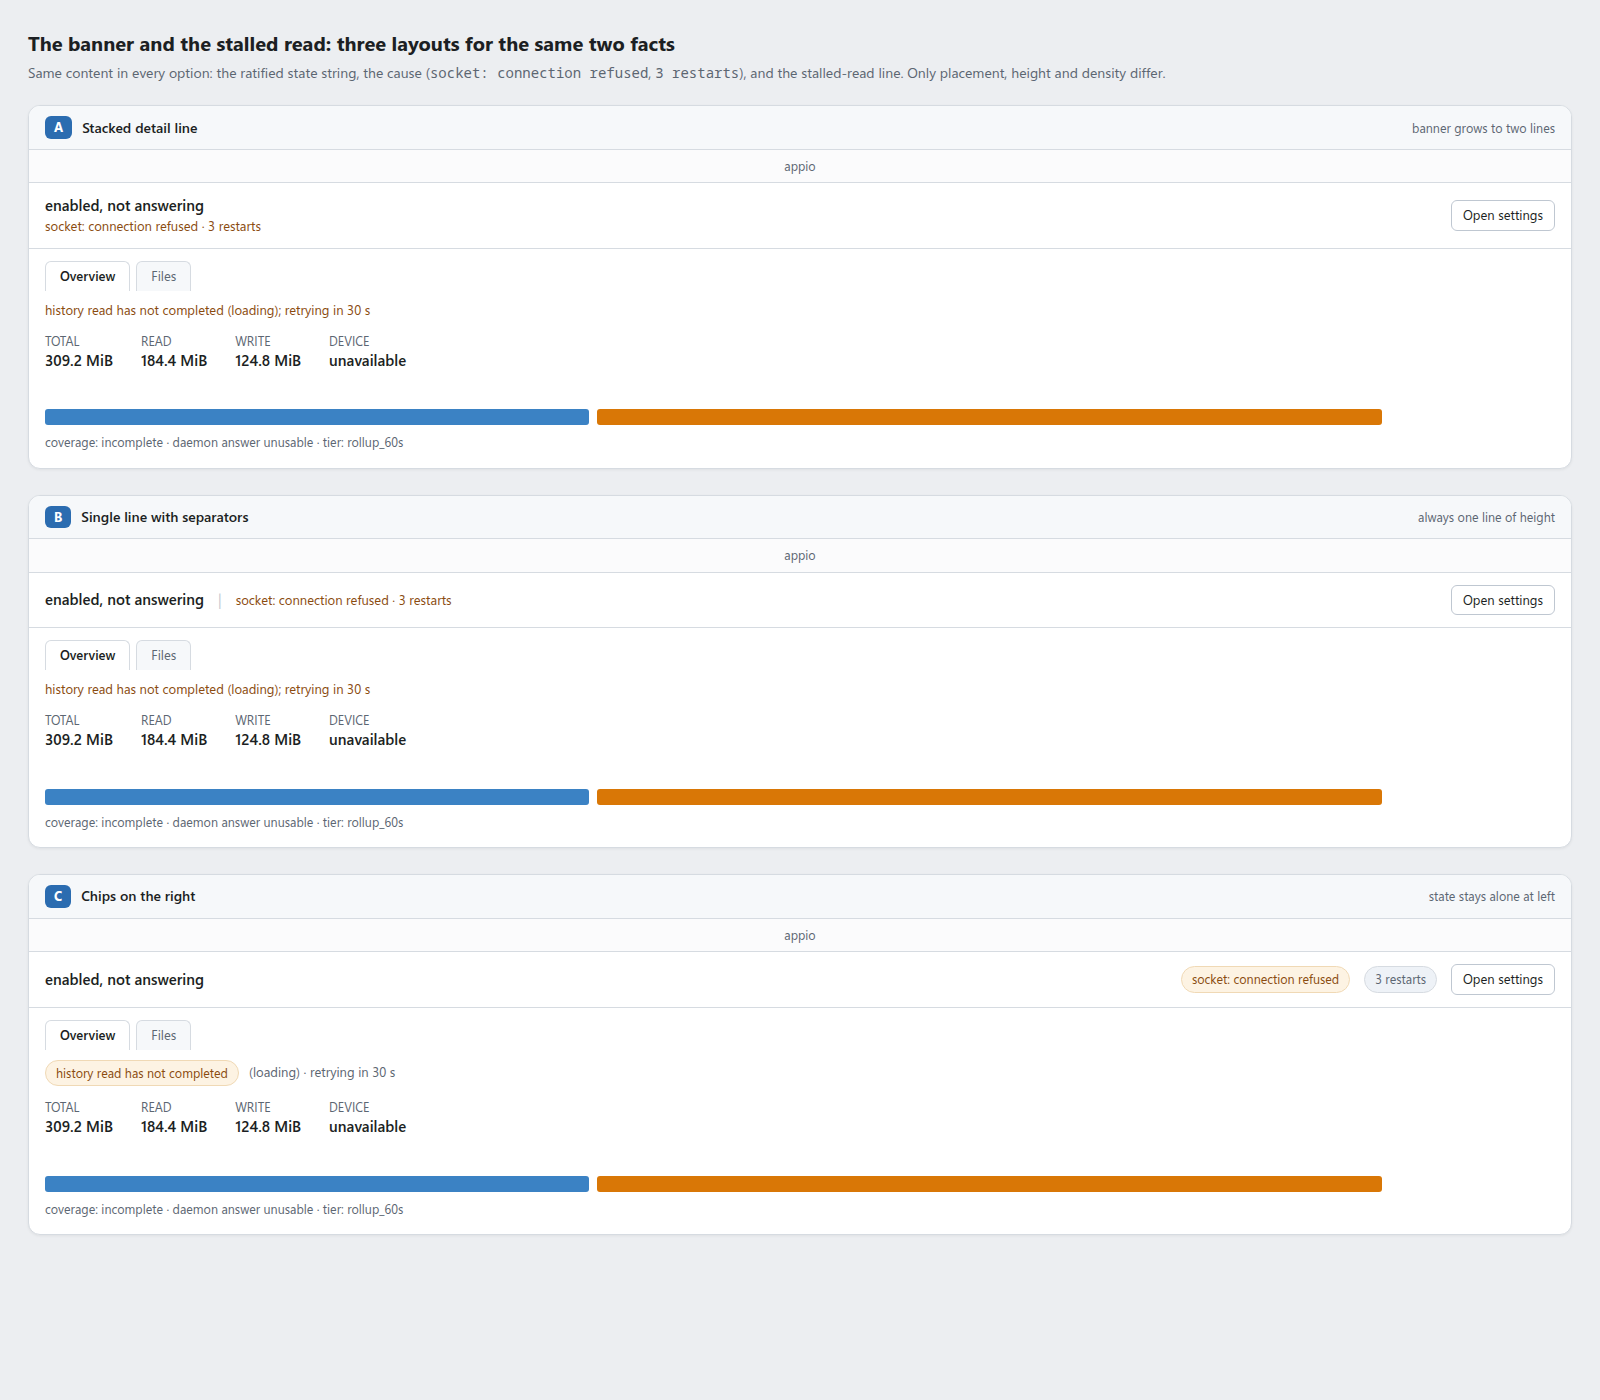 The banner and the stalled read: three layouts for the same two facts
Same content in every option: the ratified state string, the cause (socket: connection refused, 3 restarts), and the stalled-read line. Only placement, height and density differ.
A Stacked detail line banner grows to two lines
appio
enabled, not answering
socket: connection refused · 3 restarts
Open settings
Overview Files
history read has not completed (loading); retrying in 30 s
TOTAL READ WRITE DEVICE
309.2 MiB 184.4 MiB 124.8 MiB unavailable
coverage: incomplete · daemon answer unusable · tier: rollup_60s
B Single line with separators always one line of height
appio
enabled, not answering | socket: connection refused · 3 restarts Open settings
Overview Files
history read has not completed (loading); retrying in 30 s
TOTAL READ WRITE DEVICE
309.2 MiB 184.4 MiB 124.8 MiB unavailable
coverage: incomplete · daemon answer unusable · tier: rollup_60s
C Chips on the right state stays alone at left
appio
enabled, not answering socket: connection refused 3 restarts Open settings
Overview Files
history read has not completed (loading) · retrying in 30 s
TOTAL READ WRITE DEVICE
309.2 MiB 184.4 MiB 124.8 MiB unavailable
coverage: incomplete · daemon answer unusable · tier: rollup_60s